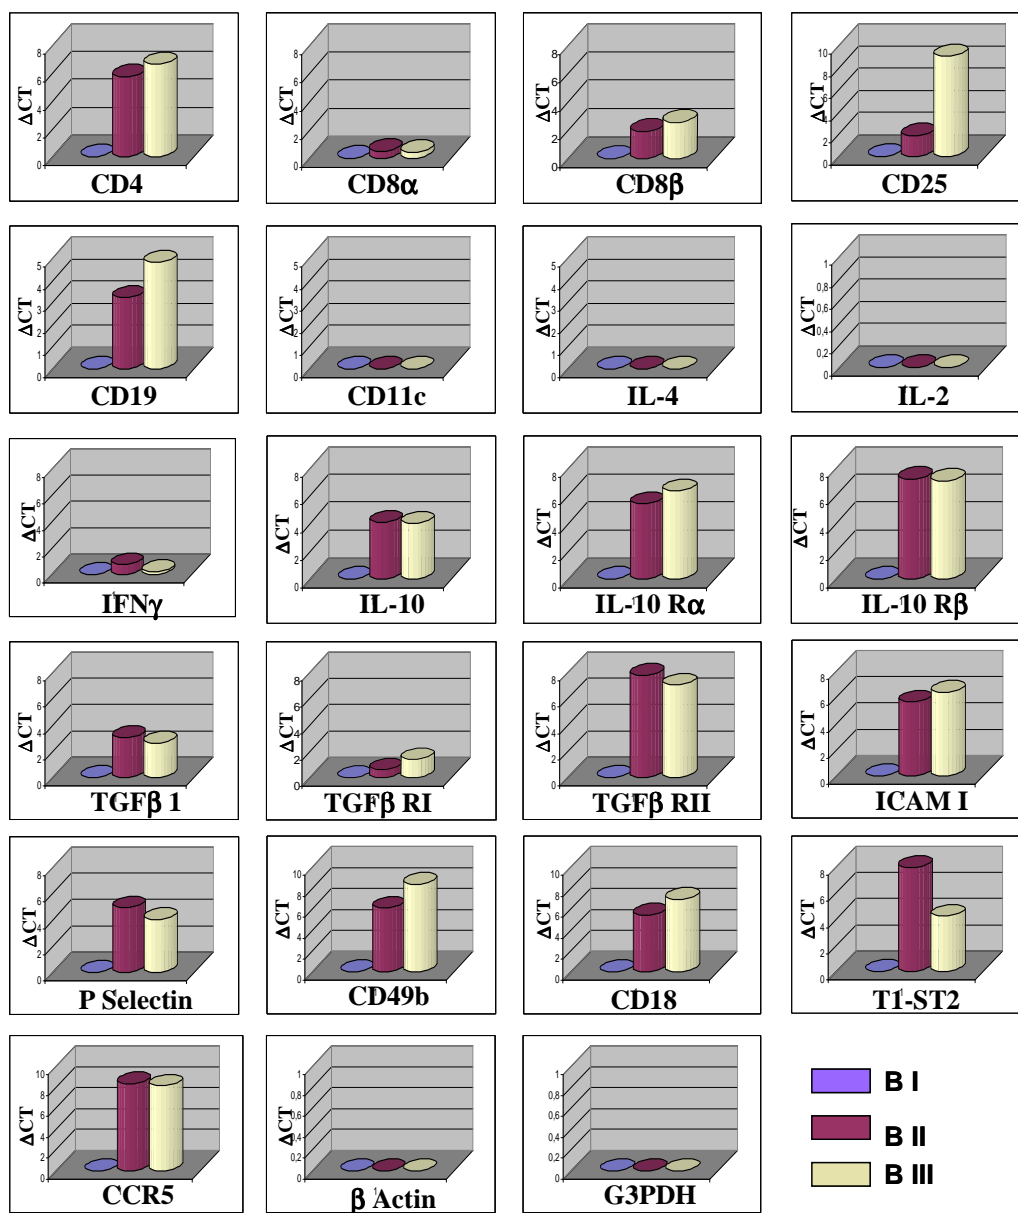 ΔCT 8 6 4 2 0 CD4
ΔCT 8 6 4 2 0 CD8α
ΔCT 8 6 4 2 0 CD8β
ΔCT 10 8 6 4 2 0 CD25
ΔCT 5 4 3 2 1 0 CD19
ΔCT 5 4 3 2 1 0 CD11c
ΔCT 5 4 3 2 1 0 IL-4
ΔCT 1 0,8 0,6 0,4 0,2 0 IL-2
ΔCT 8 6 4 2 0 IFNγ
ΔCT 8 6 4 2 0 IL-10
ΔCT 8 6 4 2 0 IL-10 Rα
ΔCT 8 6 4 2 0 IL-10 Rβ
ΔCT 8 6 4 2 0 TGFβ 1
ΔCT 8 6 4 2 0 TGFβ RI
ΔCT 8 6 4 2 0 TGFβ RII
ΔCT 8 6 4 2 0 ICAM I
ΔCT 8 6 4 2 0 P Selectin
ΔCT 10 8 6 4 2 0 CD49b
ΔCT 10 8 6 4 2 0 CD18
ΔCT 8 6 4 2 0 T1-ST2
ΔCT 10 8 6 4 2 0 CCR5
ΔCT 1 0,8 0,6 0,4 0,2 0 β Actin
ΔCT 1 0,8 0,6 0,4 0,2 0 G3PDH
B I
B II
B III